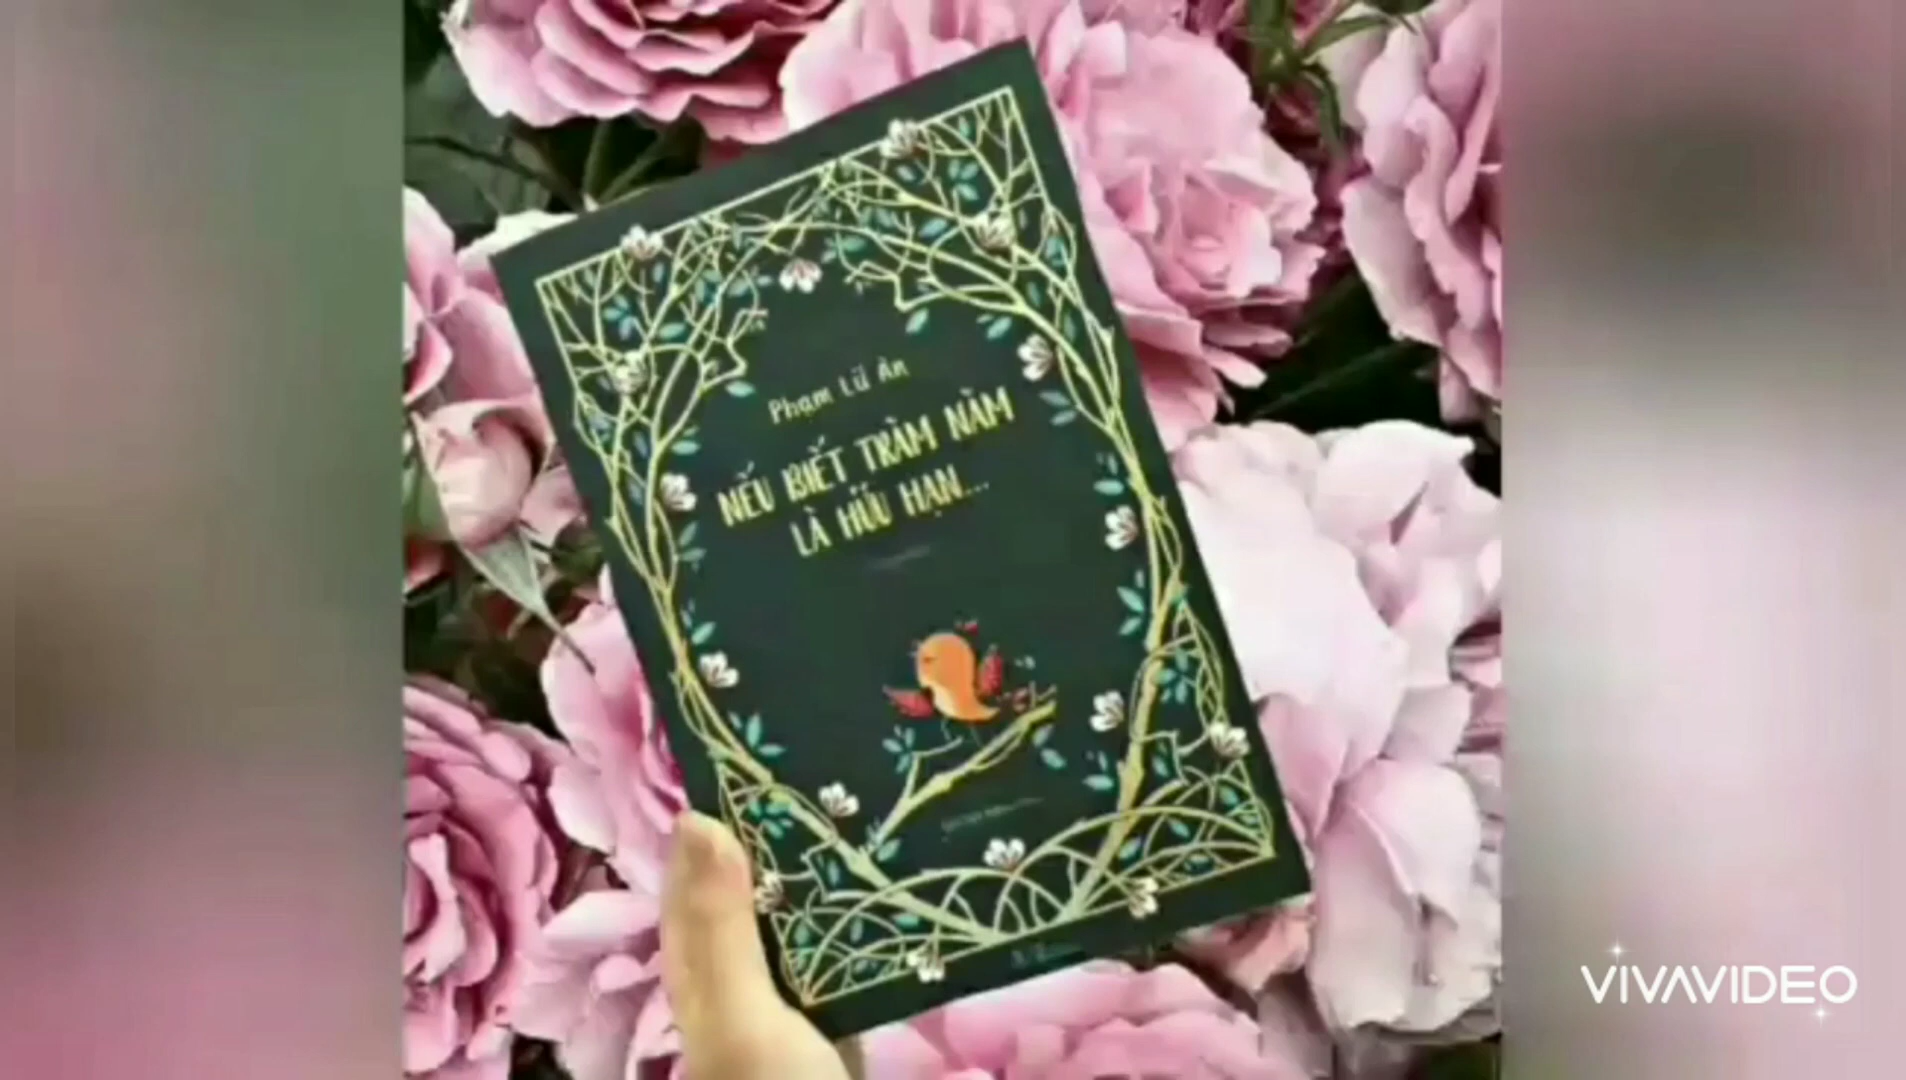 Phạm Lữ Ân
NẾU BIẾT TRĂM NĂM
LÀ HỮU HẠN...
VIVAVIDEO